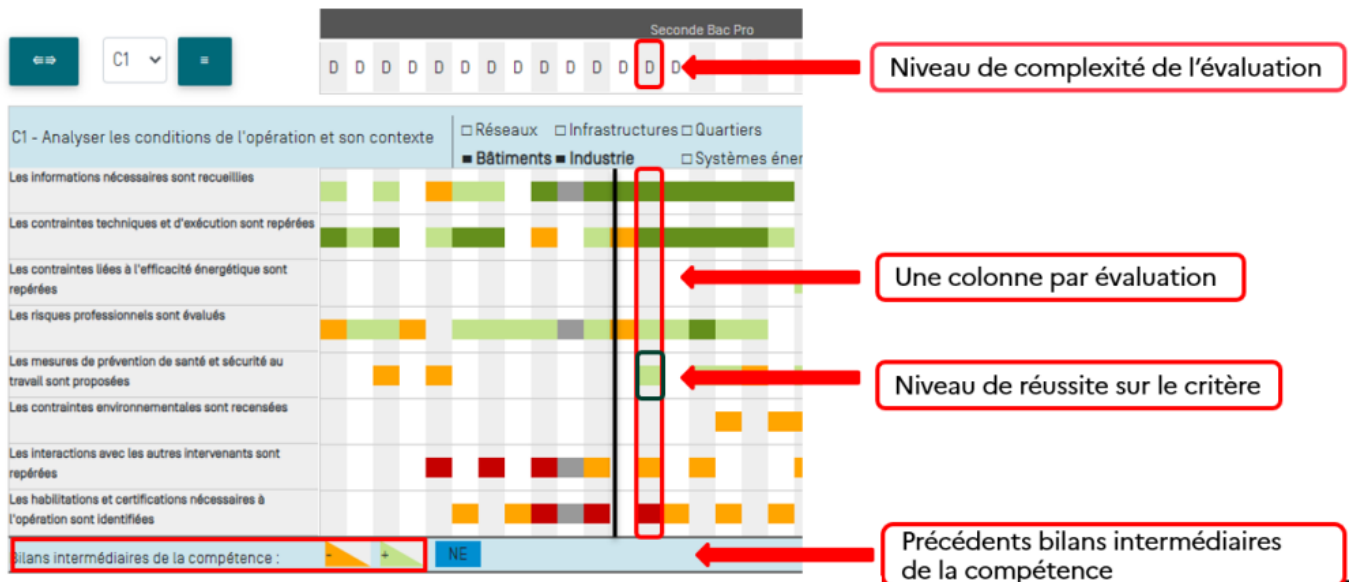 Seconde Bac Pro
C1
D D D D D D D D D D D D D D
Niveau de complexité de l'évaluation
C1 - Analyser les conditions de l'opération et son contexte
□ Réseaux □ Infrastructures □ Quartiers
■ Bâtiments ■ Industrie □ Systèmes éner
Les informations nécessaires sont recueillies
Les contraintes techniques et d'exécution sont repérées
Les contraintes liées à l'efficacité énergétique sont
repérées
Une colonne par évaluation
Les risques professionnels sont évalués
Les mesures de prévention de santé et sécurité au
travail sont proposées
Niveau de réussite sur le critère
Les contraintes environnementales sont recensées
Les interactions avec les autres intervenants sont
repérées
Les habilitations et certifications nécessaires à
l'opération sont identifiées
Bilans intermédiaires de la compétence :
- + NE
Précédents bilans intermédiaires
de la compétence